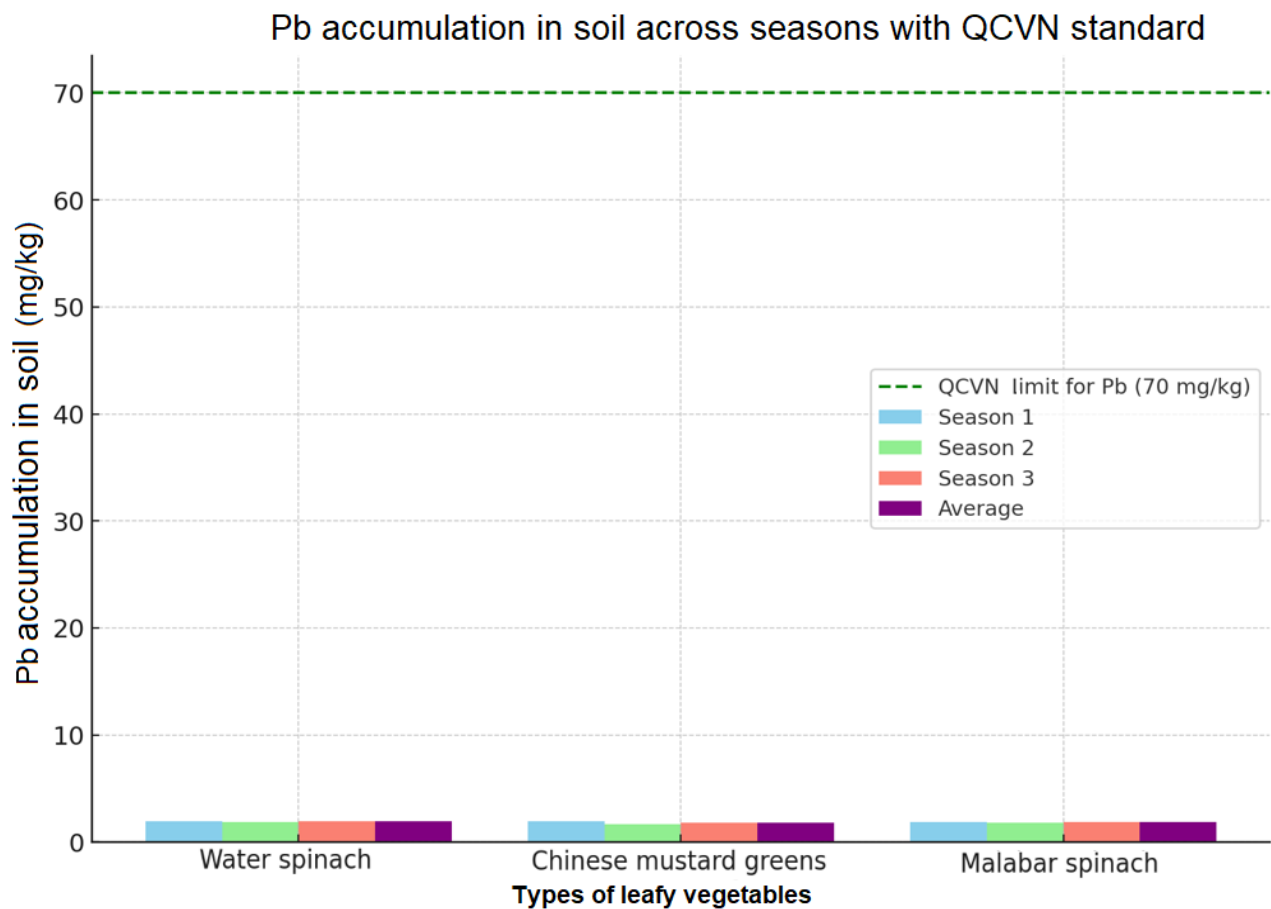 Pb accumulation in soil across seasons with QCVN standard
Pb accumulation in soil (mg/kg)
70
60
50
40
30
20
10
0
QCVN limit for Pb (70 mg/kg)
Season 1
Season 2
Season 3
Average
Water spinach
Chinese mustard greens
Malabar spinach
Types of leafy vegetables